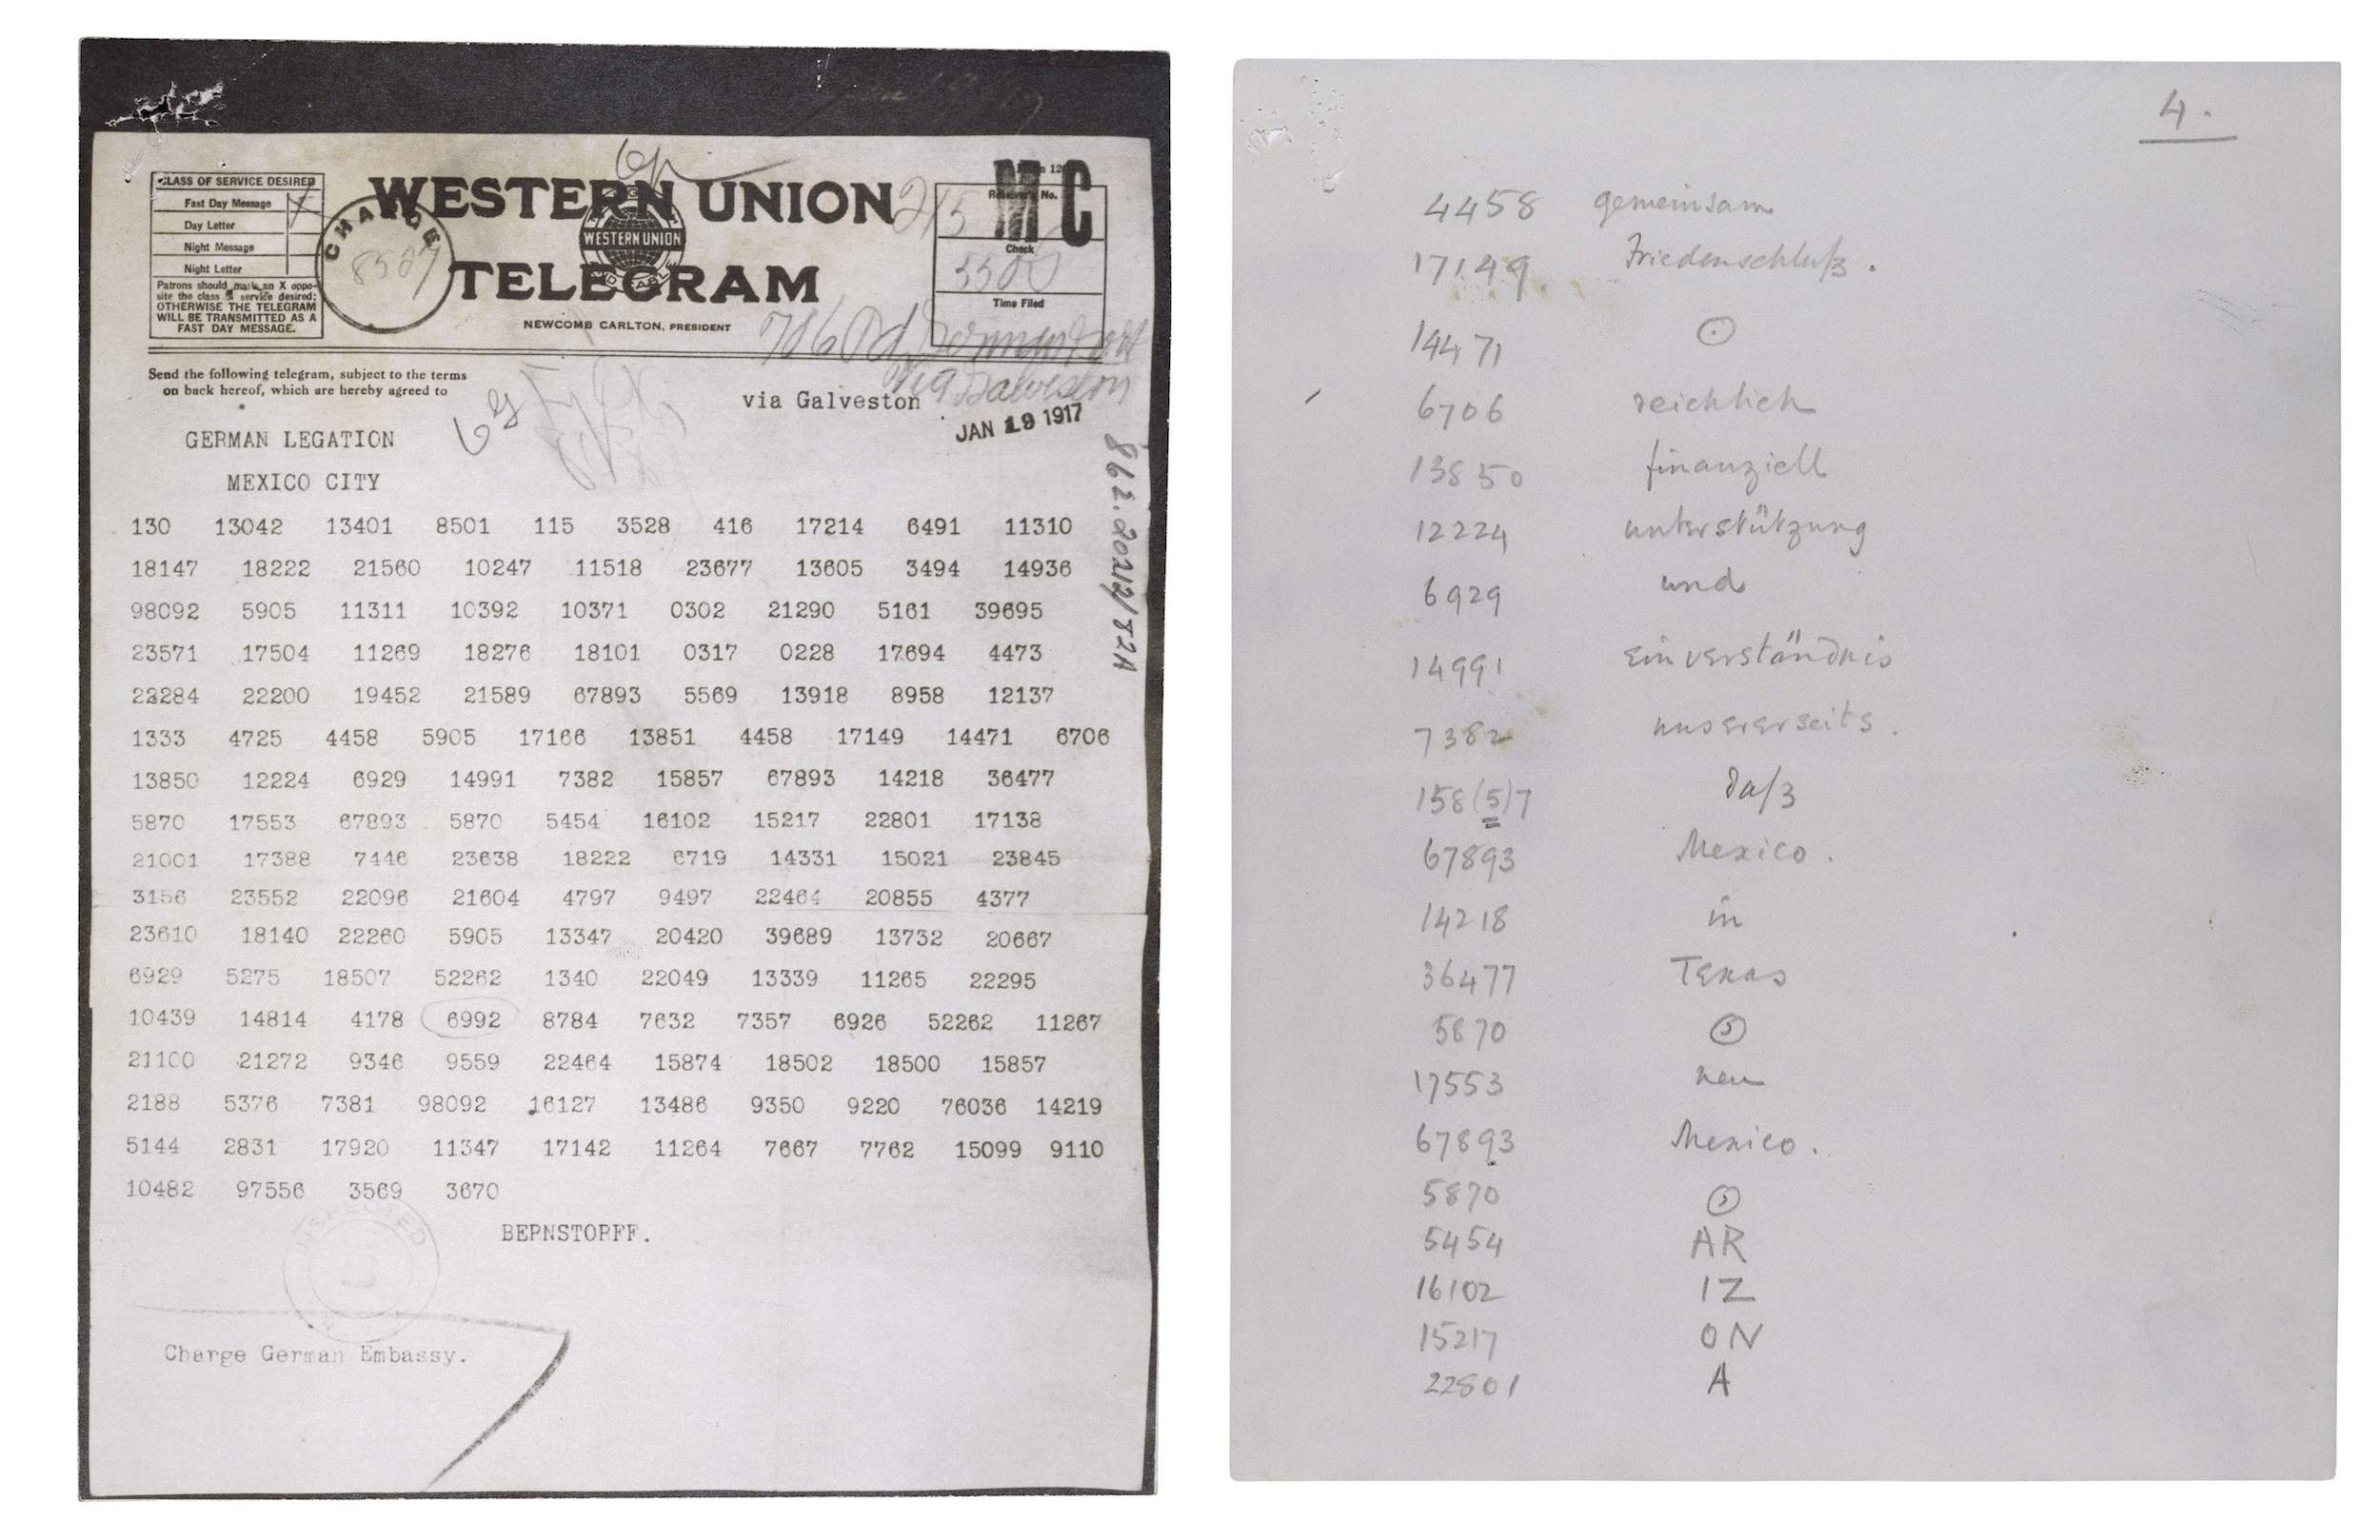 CLASS OF SERVICE DESIRED
Fast Day Message
Day Letter
Night Message
Night Letter
Patrons should mark an X oppo-
site the class of service desired:
OTHERWISE THE TELEGRAM
WILL BE TRANSMITTED AS A
FAST DAY MESSAGE.
CHARGE
WESTERN UNION
WESTERN UNION
TELEGRAM
NEWCOMB CARLTON, PRESIDENT
MC
Receiver's No.
Check
Time Filed
Send the following telegram, subject to the terms
on back hereof, which are hereby agreed to
via Galveston
via Galveston
JAN 19 1917
GERMAN LEGATION
MEXICO CITY
130 13042 13401 8501 115 3528 416 17214 6491 11310
18147 18222 21560 10247 11518 23677 13605 3494 14936
98092 5905 11311 10392 10371 0302 21290 5161 39695
23571 17504 11269 18276 18101 0317 0228 17694 4473
22284 22200 19452 21589 67893 5569 13918 8958 12137
1333 4725 4458 5905 17166 13851 4458 17149 14471 6706
13850 12224 6929 14991 7382 15857 67893 14218 36477
5870 17553 67893 5870 5454 16102 15217 22801 17138
21001 17388 7446 23638 18222 6719 14331 15021 23845
3156 23552 22096 21604 4797 9497 22464 20855 4377
23610 18140 22260 5905 13347 20420 39689 13732 20667
6929 5275 18507 52262 1340 22049 13339 11265 22295
10439 14814 4178 6992 8784 7632 7357 6926 52262 11267
21100 21272 9346 9559 22464 15874 18502 18500 15857
2188 5376 7381 98092 16127 13486 9350 9220 76036 14219
5144 2831 17920 11347 17142 11264 7667 7762 15099 9110
10482 97556 3569 3670
BERNSTORFF.
INSPECTED
Charge German Embassy.
862.20212/82A
4.
4458 gemeinsam
17149. Friedenschluß.
14471 ⊙
6706 reichlich
13850 finanziell
12224 unterstützung
6929 und
14991 einverständnis
7382 unsererseits.
158(5)7 daß
67893 Mexico.
14218 in
36477 Texas
5870 ,
17553 neu
67893 Mexico.
5870 ,
5454 AR
16102 IZ
15217 ON
22801 A